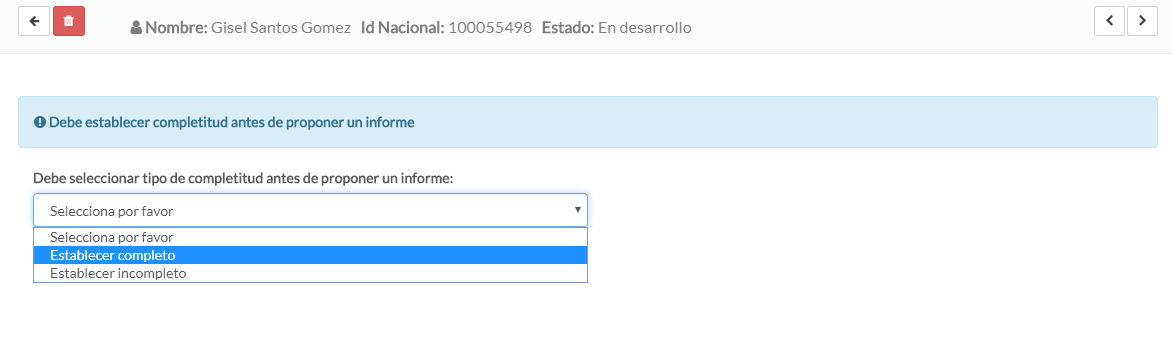 Nombre: Gisel Santos Gomez Id Nacional: 100055498 Estado: En desarrollo
Debe establecer completitud antes de proponer un informe
Debe seleccionar tipo de completitud antes de proponer un informe:
Selecciona por favor
Selecciona por favor
Establecer completo
Establecer incompleto